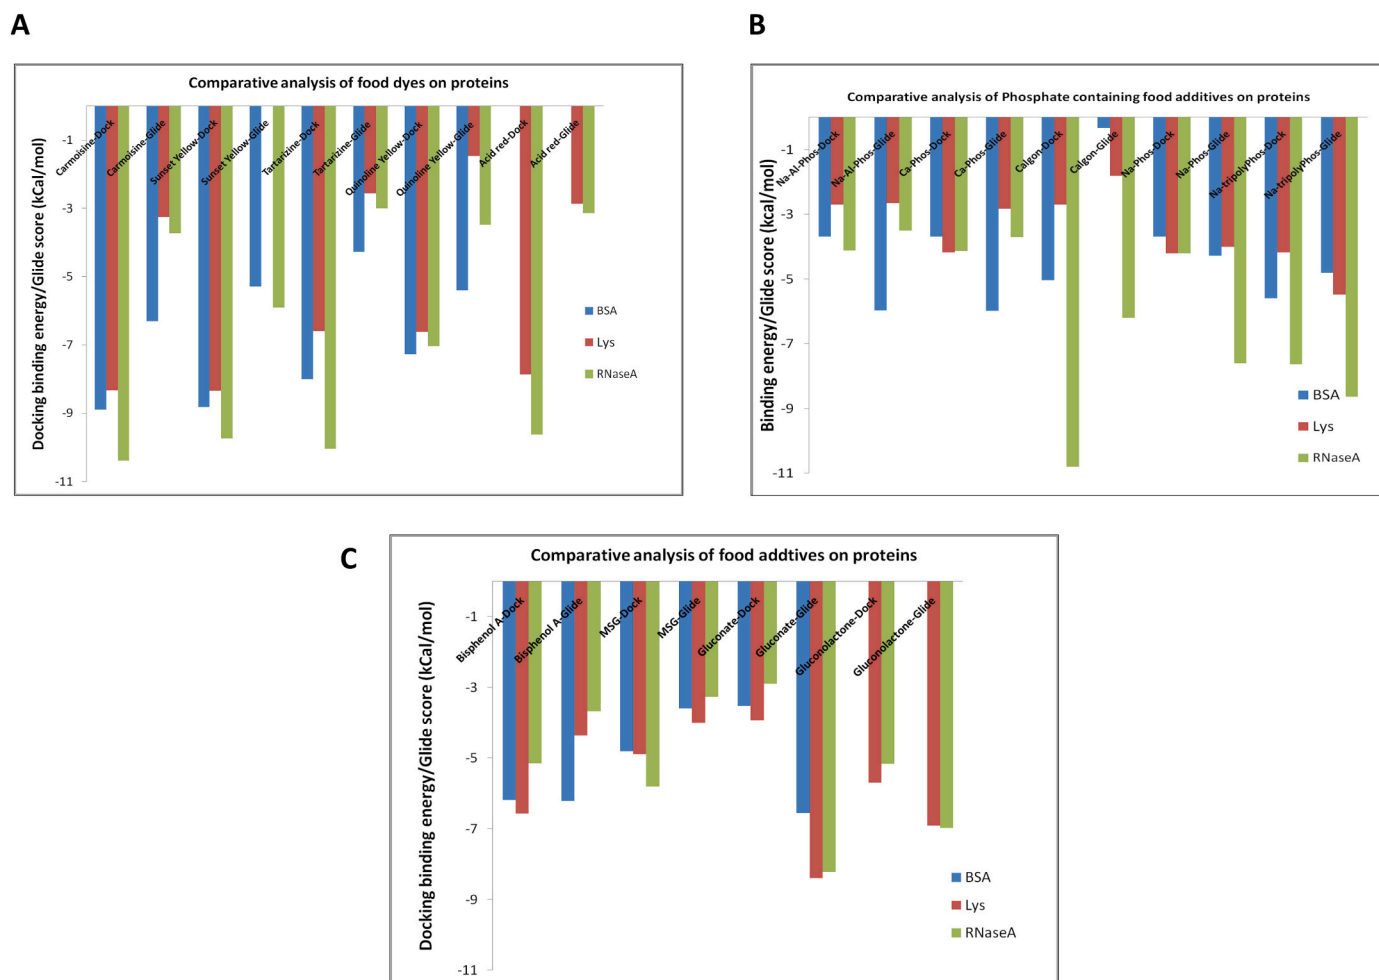 A
Comparative analysis of food dyes on proteins
Docking binding energy/Glide score (kCal/mol)
-1
-3
-5
-7
-9
-11
Carmoisine-Dock
Carmoisine-Glide
Sunset Yellow-Dock
Sunset Yellow-Glide
Tartarizine-Dock
Tartarizine-Glide
Quinoline Yellow-Dock
Quinoline Yellow-Glide
Acid red-Dock
Acid red-Glide
BSA
Lys
RNaseA
B
Comparative analysis of Phosphate containing food additives on proteins
Binding energy/Glide score (kcal/mol)
-1
-3
-5
-7
-9
-11
Na-Al-Phos-Dock
Na-Al-Phos-Glide
Ca-Phos-Dock
Ca-Phos-Glide
Calgon-Dock
Calgon-Glide
Na-Phos-Dock
Na-Phos-Glide
Na-tripolyPhos-Dock
Na-tripolyPhos-Glide
BSA
Lys
RNaseA
C
Comparative analysis of food addtives on proteins
Docking binding energy/Glide score (kCal/mol)
-1
-3
-5
-7
-9
-11
Bisphenol A-Dock
Bisphenol A-Glide
MSG-Dock
MSG-Glide
Gluconate-Dock
Gluconate-Glide
Gluconolactone-Dock
Gluconolactone-Glide
BSA
Lys
RNaseA